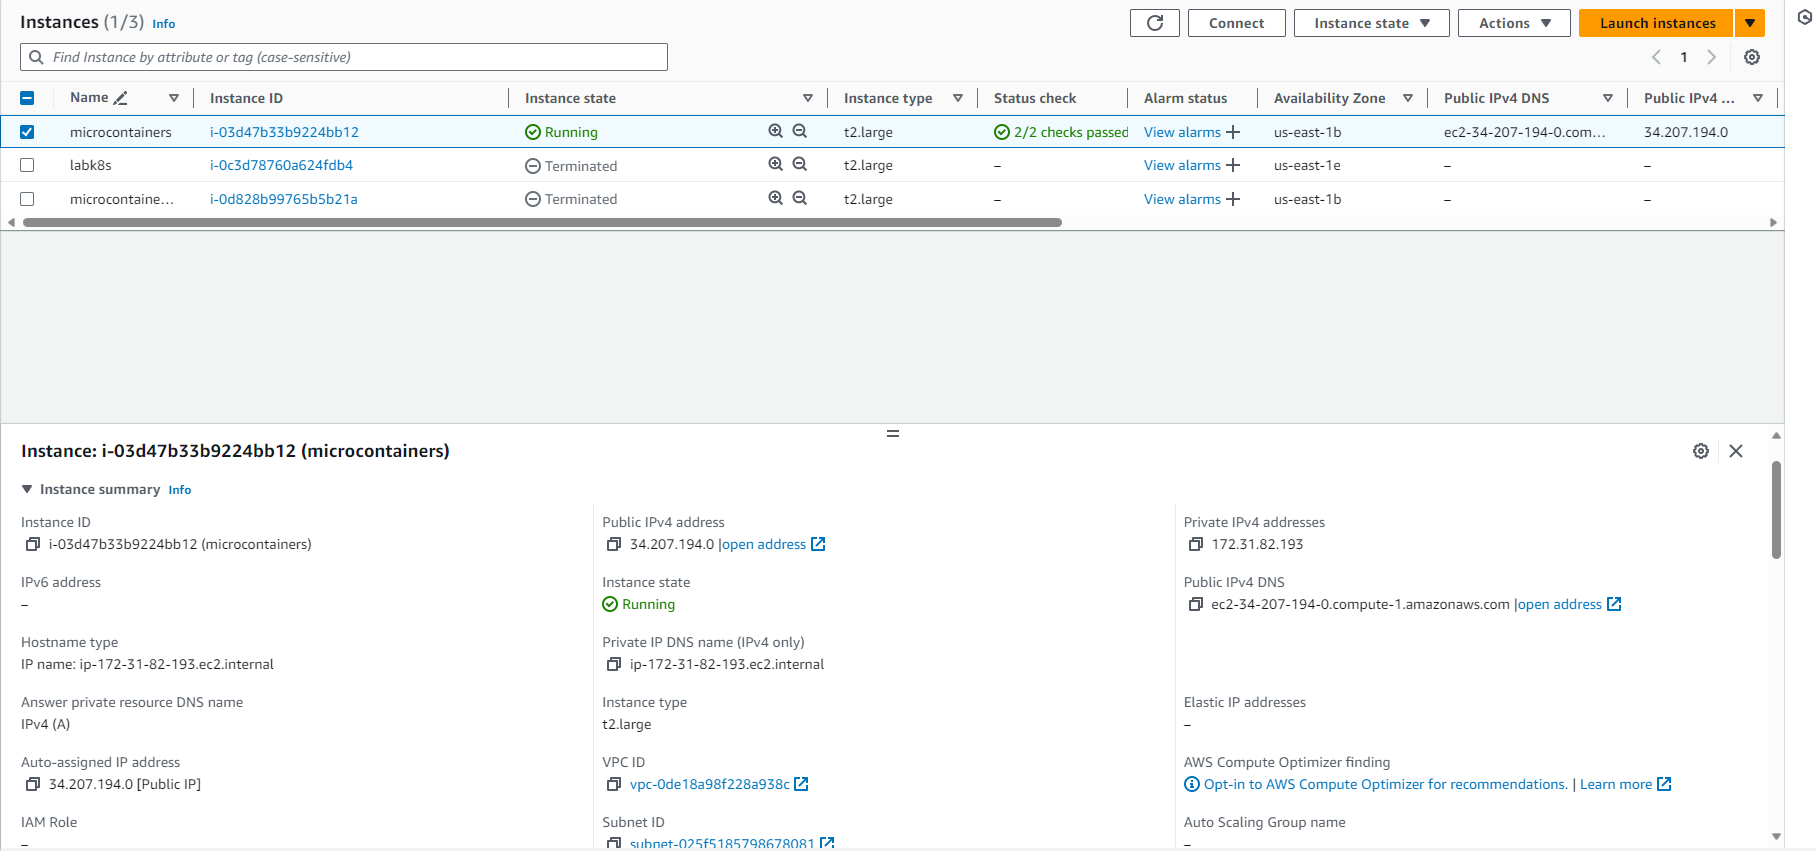 Instances (1/3) Info
Connect Instance state Actions Launch instances
Find Instance by attribute or tag (case-sensitive)
1
Name Instance ID Instance state Instance type Status check Alarm status Availability Zone Public IPv4 DNS Public IPv4 ...
microcontainers i-03d47b33b9224bb12 Running t2.large 2/2 checks passed View alarms + us-east-1b ec2-34-207-194-0.com... 34.207.194.0
labk8s i-0c3d78760a624fdb4 Terminated t2.large – View alarms + us-east-1e – –
microcontaine... i-0d828b99765b5b21a Terminated t2.large – View alarms + us-east-1b – –
Instance: i-03d47b33b9224bb12 (microcontainers)
Instance summary Info
Instance ID Public IPv4 address Private IPv4 addresses
i-03d47b33b9224bb12 (microcontainers) 34.207.194.0 |open address 172.31.82.193
IPv6 address Instance state Public IPv4 DNS
– Running ec2-34-207-194-0.compute-1.amazonaws.com |open address
Hostname type Private IP DNS name (IPv4 only)
IP name: ip-172-31-82-193.ec2.internal ip-172-31-82-193.ec2.internal
Answer private resource DNS name Instance type Elastic IP addresses
IPv4 (A) t2.large –
Auto-assigned IP address VPC ID AWS Compute Optimizer finding
34.207.194.0 [Public IP] vpc-0de18a98f228a938c Opt-in to AWS Compute Optimizer for recommendations. | Learn more
IAM Role Subnet ID Auto Scaling Group name
– subnet-025f5185798678081 –